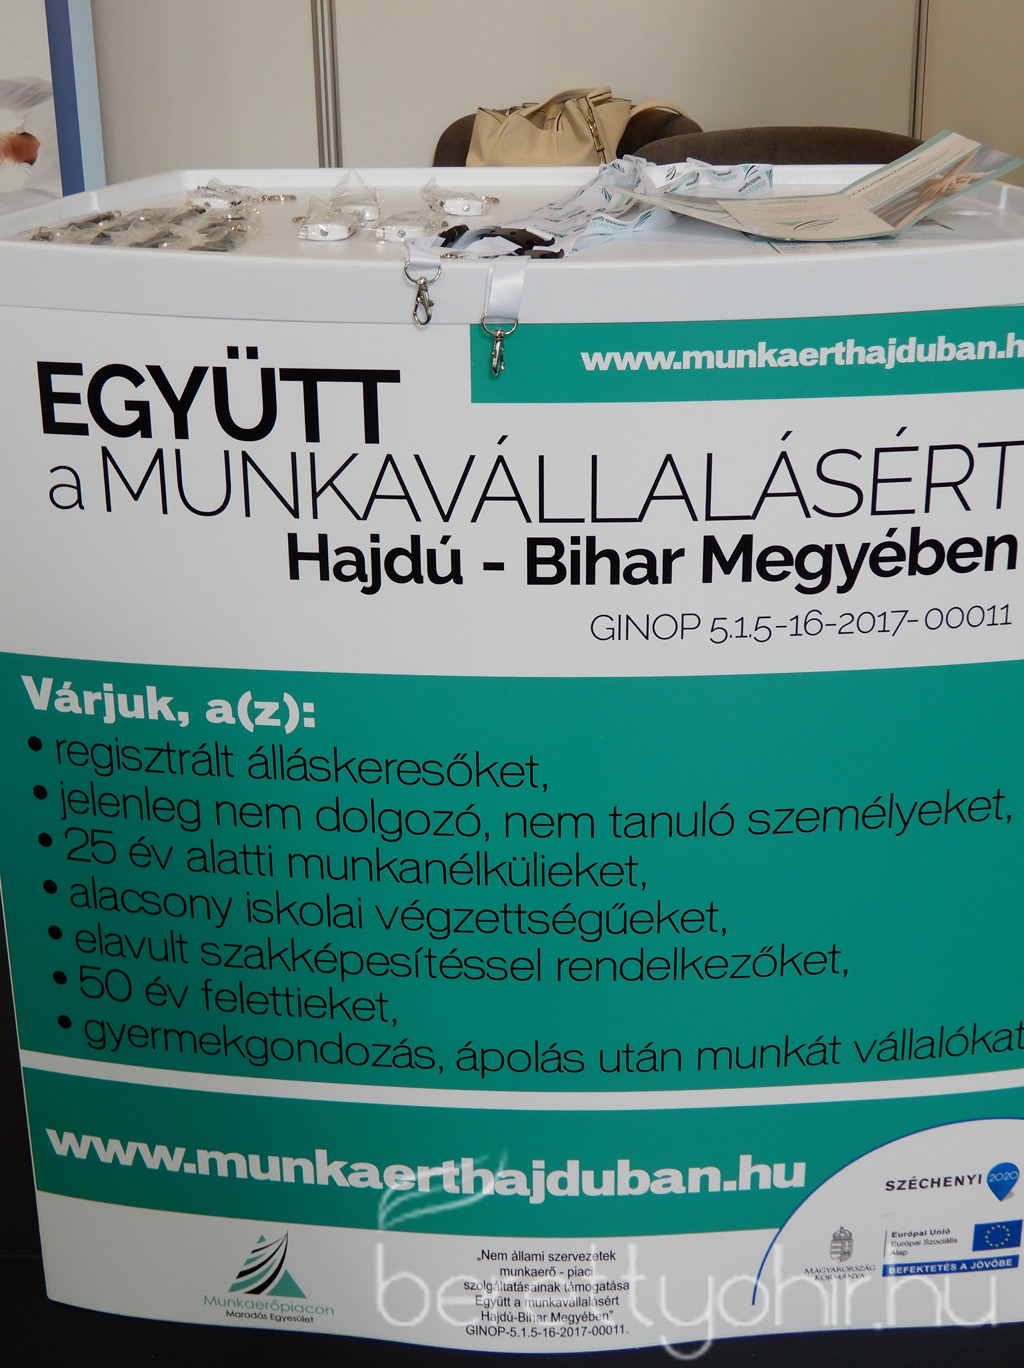 www.munkaerthajduban.h
EGYÜTT
a MUNKAVÁLLALÁSÉRT
Hajdú - Bihar Megyében
GINOP 5.1.5-16-2017-00011
Várjuk, a(z):
• regisztrált álláskeresőket,
• jelenleg nem dolgozó, nem tanuló személyeket,
• 25 év alatti munkanélkülieket,
• alacsony iskolai végzettségűeket,
• elavult szakképesítéssel rendelkezőket,
• 50 év felettieket,
• gyermekgondozás, ápolás után munkát vállalókat
www.munkaerthajduban.hu
SZÉCHENYI 2020
Munkaerőpiacon
Maradás Egyesület
„Nem állami szervezetek
munkaerő - piaci
szolgáltatásainak támogatása
Együtt a munkavállalásért
Hajdú-Bihar Megyében"
GINOP-5.1.5-16-2017-00011.
MAGYARORSZÁG
KORMÁNYA
Európai Unió
Európai Szociális
Alap
BEFEKTETÉS A JÖVŐBE